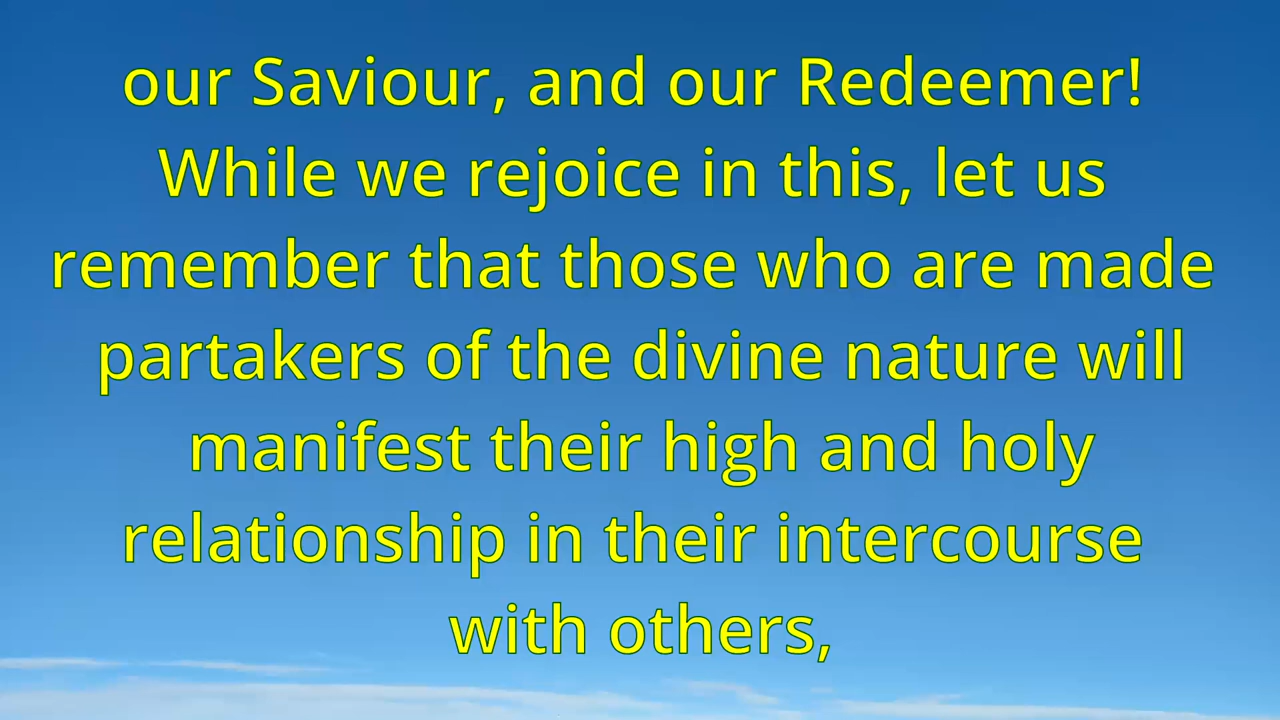 our Saviour, and our Redeemer!
While we rejoice in this, let us
remember that those who are made
partakers of the divine nature will
manifest their high and holy
relationship in their intercourse
with others,